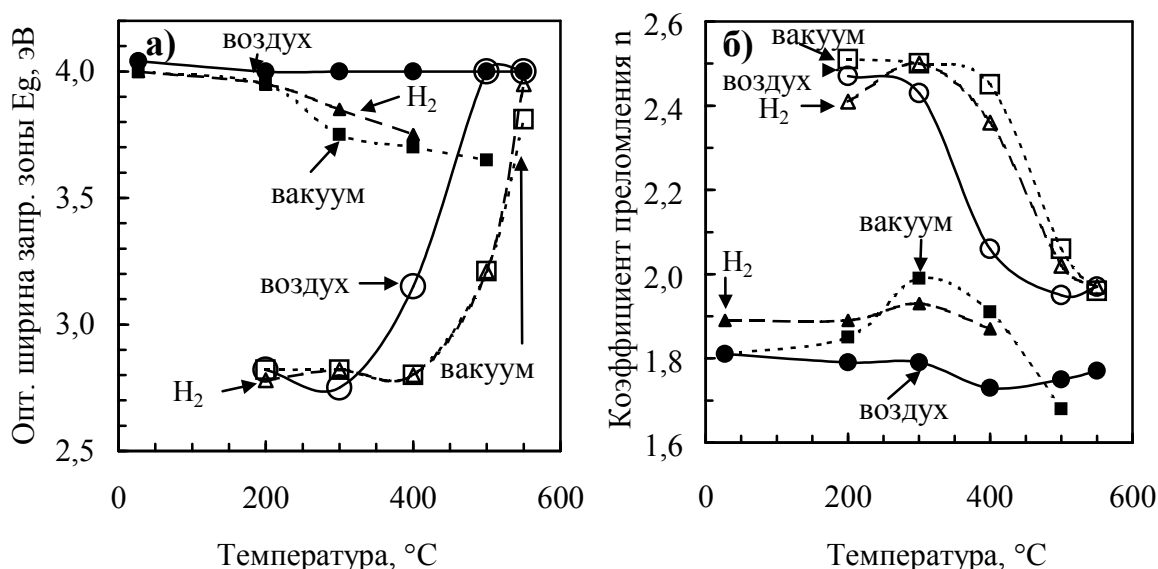 а)
воздух
H2
вакуум
воздух
H2
вакуум
4,0
3,5
3,0
2,5
0
200
400
600
Опт. ширина запр. зоны Eg, эВ
Температура, °C
б)
вакуум
воздух
H2
вакуум
H2
воздух
2,6
2,4
2,2
2,0
1,8
1,6
0
200
400
600
Коэффициент преломления n
Температура, °C